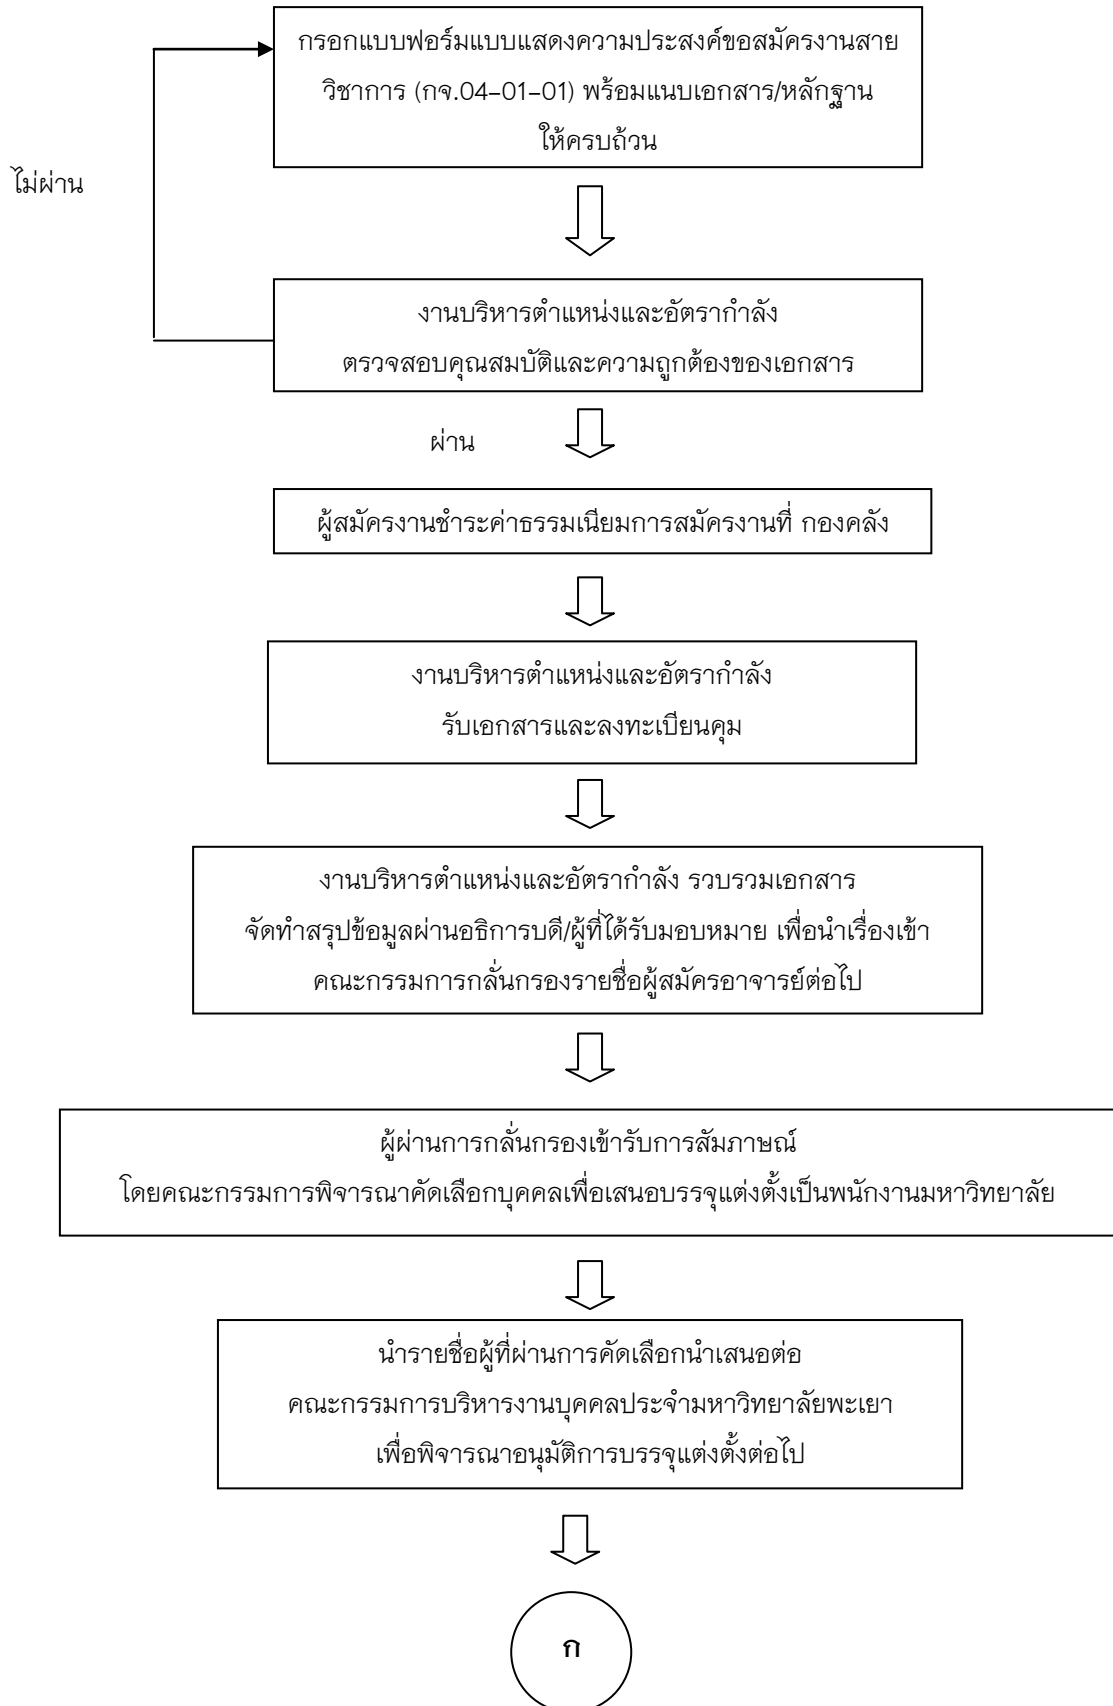 กรอกแบบฟอร์มแบบแสดงความประสงค์ขอสมัครงานสาย
วิชาการ (กจ.04-01-01) พร้อมแนบเอกสาร/หลักฐาน
ให้ครบถ้วน
ไม่ผ่าน
งานบริหารตำแหน่งและอัตรากำลัง
ตรวจสอบคุณสมบัติและความถูกต้องของเอกสาร
ผ่าน
ผู้สมัครงานชำระค่าธรรมเนียมการสมัครงานที่ กองคลัง
งานบริหารตำแหน่งและอัตรากำลัง
รับเอกสารและลงทะเบียนคุม
งานบริหารตำแหน่งและอัตรากำลัง รวบรวมเอกสาร
จัดทำสรุปข้อมูลผ่านอธิการบดี/ผู้ที่ได้รับมอบหมาย เพื่อนำเรื่องเข้า
คณะกรรมการกลั่นกรองรายชื่อผู้สมัครอาจารย์ต่อไป
ผู้ผ่านการกลั่นกรองเข้ารับการสัมภาษณ์
โดยคณะกรรมการพิจารณาคัดเลือกบุคคลเพื่อเสนอบรรจุแต่งตั้งเป็นพนักงานมหาวิทยาลัย
นำรายชื่อผู้ที่ผ่านการคัดเลือกนำเสนอต่อ
คณะกรรมการบริหารงานบุคคลประจำมหาวิทยาลัยพะเยา
เพื่อพิจารณาอนุมัติการบรรจุแต่งตั้งต่อไป
ก